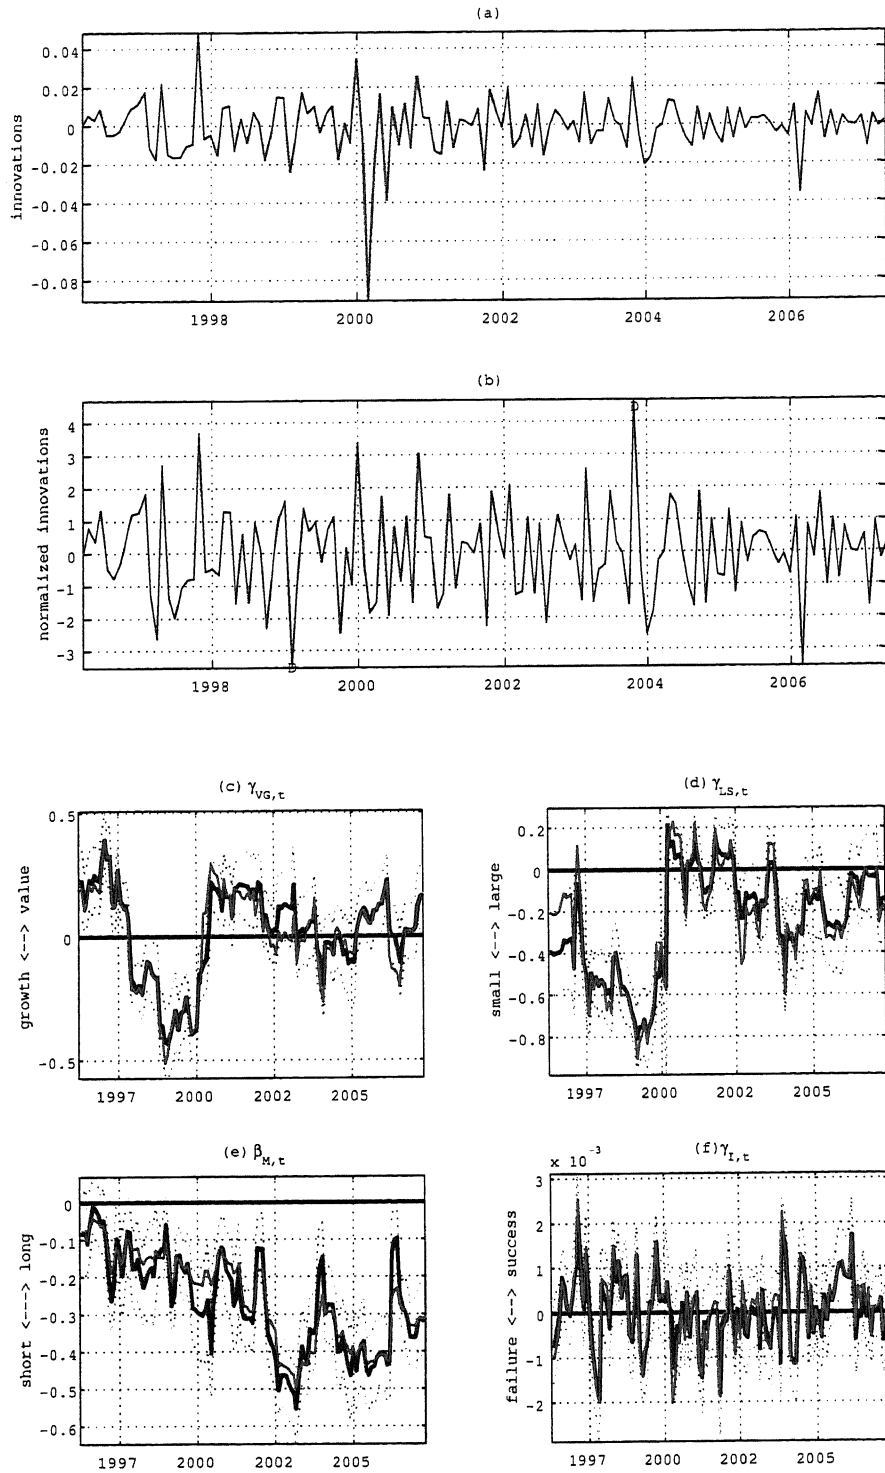 (a)
innovations
0.04
0.02
0
-0.02
-0.04
-0.06
-0.08
1998 2000 2002 2004 2006
(b)
normalized innovations
4
3
2
1
0
-1
-2
-3
D
D
1998 2000 2002 2004 2006
(c) γVG,t
growth <--> value
0.5
0
-0.5
1997 2000 2002 2005
(d) γLS,t
small <--> large
0.2
0
-0.2
-0.4
-0.6
-0.8
1997 2000 2002 2005
(e) βM,t
short <---> long
0
-0.1
-0.2
-0.3
-0.4
-0.5
-0.6
1997 2000 2002 2005
(f) γI,t
x 10^-3
failure <--> success
3
2
1
0
-1
-2
1997 2000 2002 2005